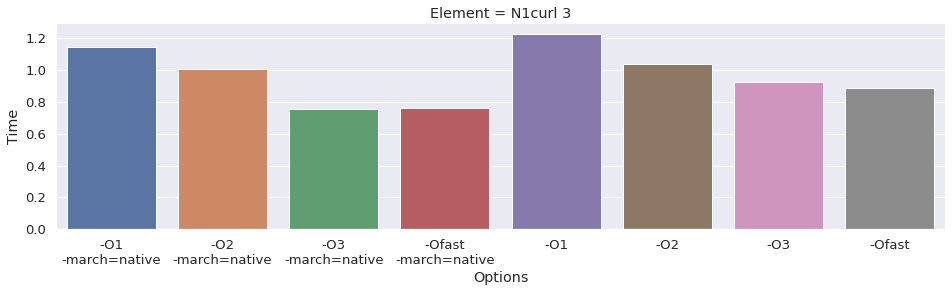 Element = N1curl 3
Time
1.2
1.0
0.8
0.6
0.4
0.2
0.0
-O1
-march=native
-O2
-march=native
-O3
-march=native
-Ofast
-march=native
-O1
-O2
-O3
-Ofast
Options